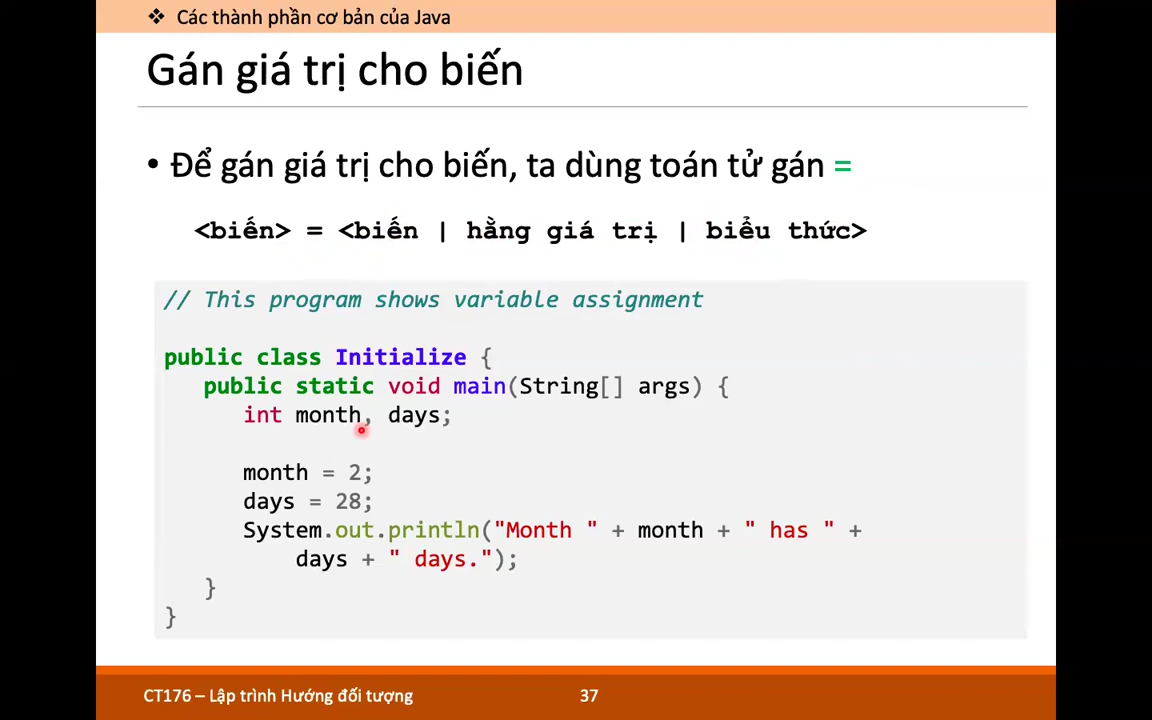 ❖ Các thành phần cơ bản của Java
Gán giá trị cho biến
• Để gán giá trị cho biến, ta dùng toán tử gán =
<biến> = <biến | hằng giá trị | biểu thức>
// This program shows variable assignment
public class Initialize {
public static void main(String[] args) {
int month, days;
month = 2;
days = 28;
System.out.println("Month " + month + " has " +
days + " days.");
}
}
CT176 – Lập trình Hướng đối tượng
37